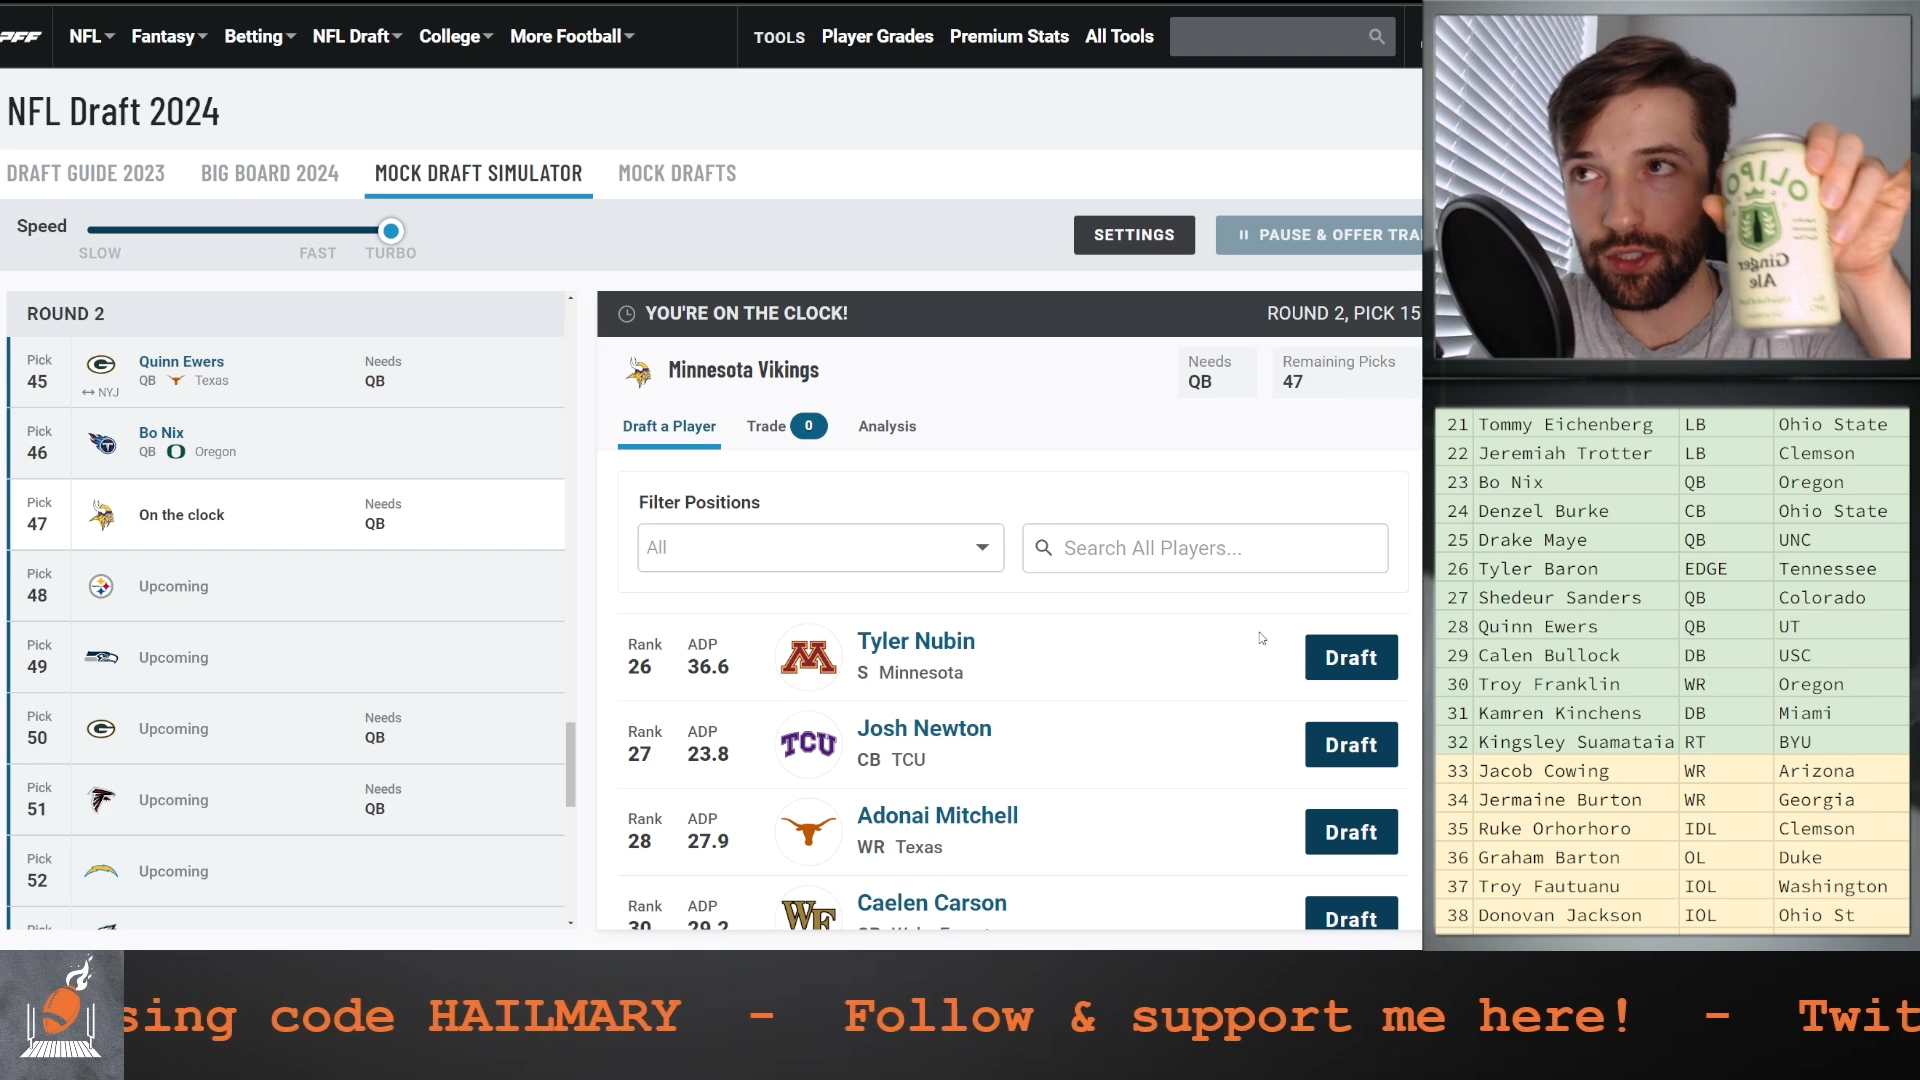 PFF NFL Fantasy Betting NFL Draft College More Football TOOLS Player Grades Premium Stats All Tools
NFL Draft 2024
DRAFT GUIDE 2023 BIG BOARD 2024 MOCK DRAFT SIMULATOR MOCK DRAFTS
Speed
SLOW FAST TURBO
SETTINGS
PAUSE & OFFER TRA
ROUND 2
Pick 45
NYJ
Quinn Ewers
QB Texas
Needs
QB
Pick 46
Bo Nix
QB Oregon
Pick 47
On the clock
Needs
QB
Pick 48
Upcoming
Pick 49
Upcoming
Pick 50
Upcoming
Needs
QB
Pick 51
Upcoming
Needs
QB
Pick 52
Upcoming
YOU'RE ON THE CLOCK! ROUND 2, PICK 15
Minnesota Vikings
Needs
QB
Remaining Picks
47
Draft a Player Trade 0 Analysis
Filter Positions
All
Search All Players...
Rank 26
ADP 36.6
Tyler Nubin
S Minnesota
Draft
Rank 27
ADP 23.8
TCU
Josh Newton
CB TCU
Draft
Rank 28
ADP 27.9
Adonai Mitchell
WR Texas
Draft
Rank 30
ADP 29.2
WF
Caelen Carson
Draft
OLIPO
Ginger
Ale
21 Tommy Eichenberg LB Ohio State
22 Jeremiah Trotter LB Clemson
23 Bo Nix QB Oregon
24 Denzel Burke CB Ohio State
25 Drake Maye QB UNC
26 Tyler Baron EDGE Tennessee
27 Shedeur Sanders QB Colorado
28 Quinn Ewers QB UT
29 Calen Bullock DB USC
30 Troy Franklin WR Oregon
31 Kamren Kinchens DB Miami
32 Kingsley Suamataia RT BYU
33 Jacob Cowing WR Arizona
34 Jermaine Burton WR Georgia
35 Ruke Orhorhoro IDL Clemson
36 Graham Barton OL Duke
37 Troy Fautuanu IOL Washington
38 Donovan Jackson IOL Ohio St
sing code HAILMARY - Follow & support me here! - Twit